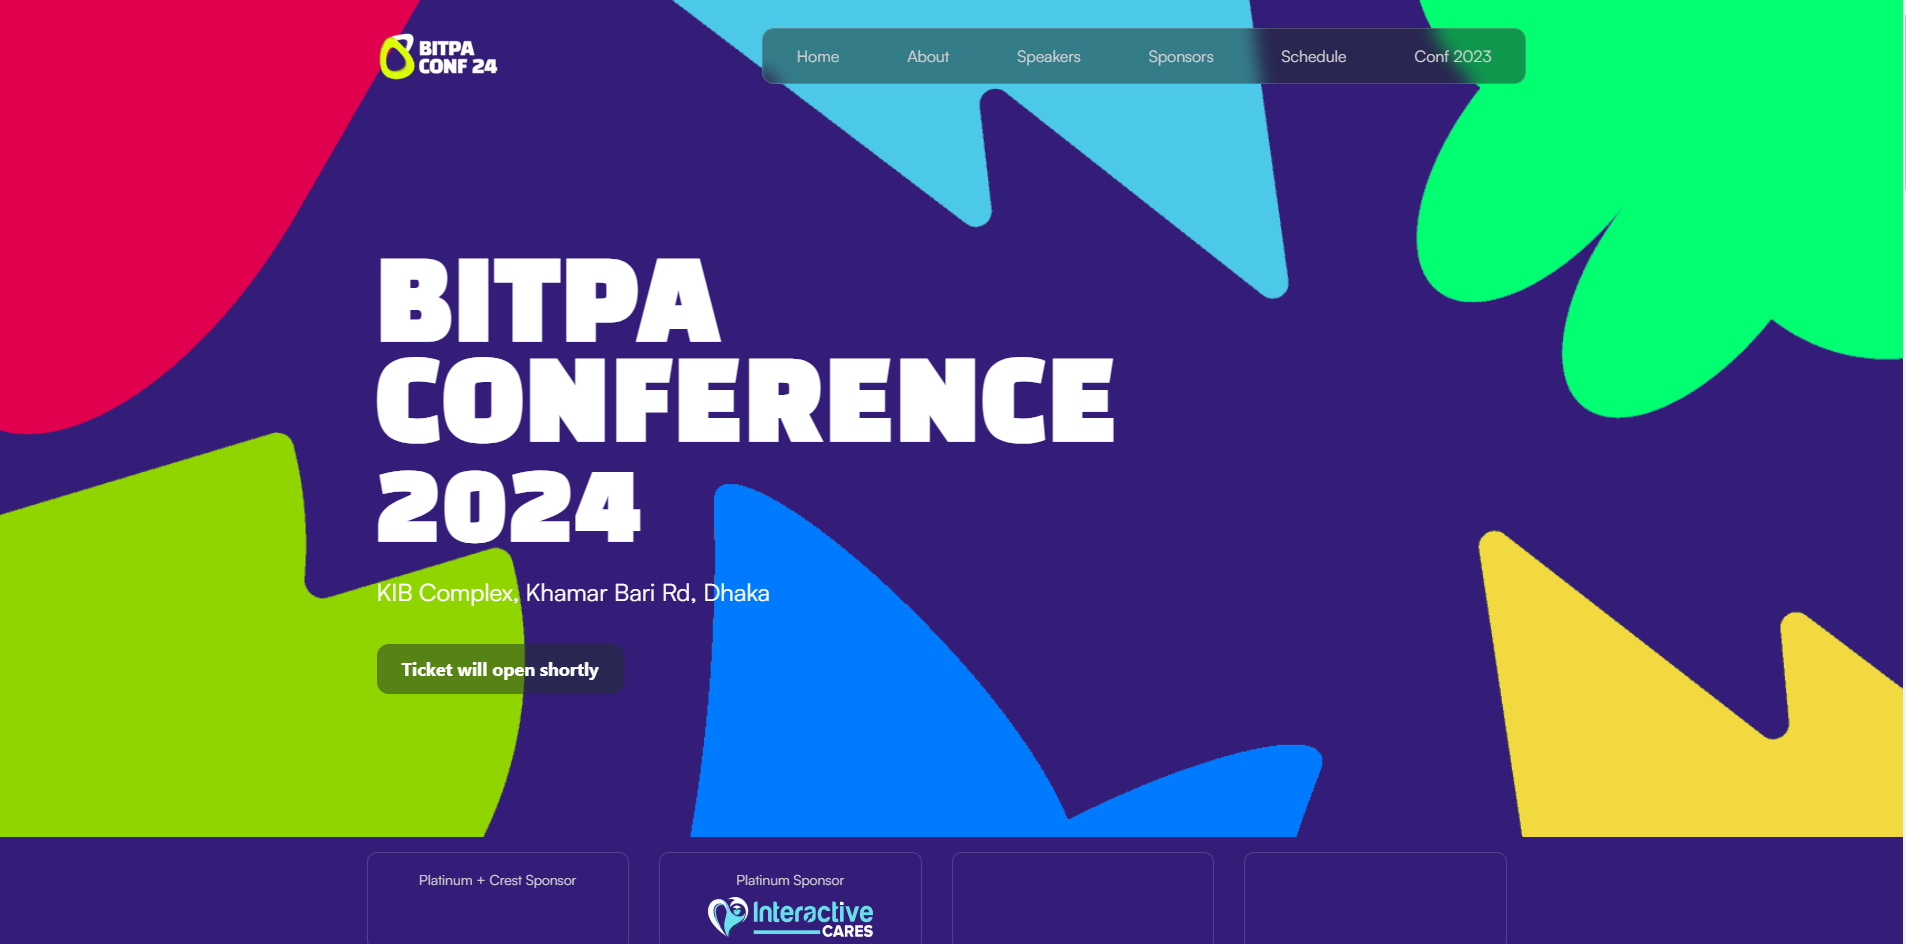 BITPA
CONF 24
Home About Speakers Sponsors Schedule Conf 2023
BITPA
CONFERENCE
2024
KIB Complex, Khamar Bari Rd, Dhaka
Ticket will open shortly
Platinum + Crest Sponsor
Platinum Sponsor
Interactive
CARES